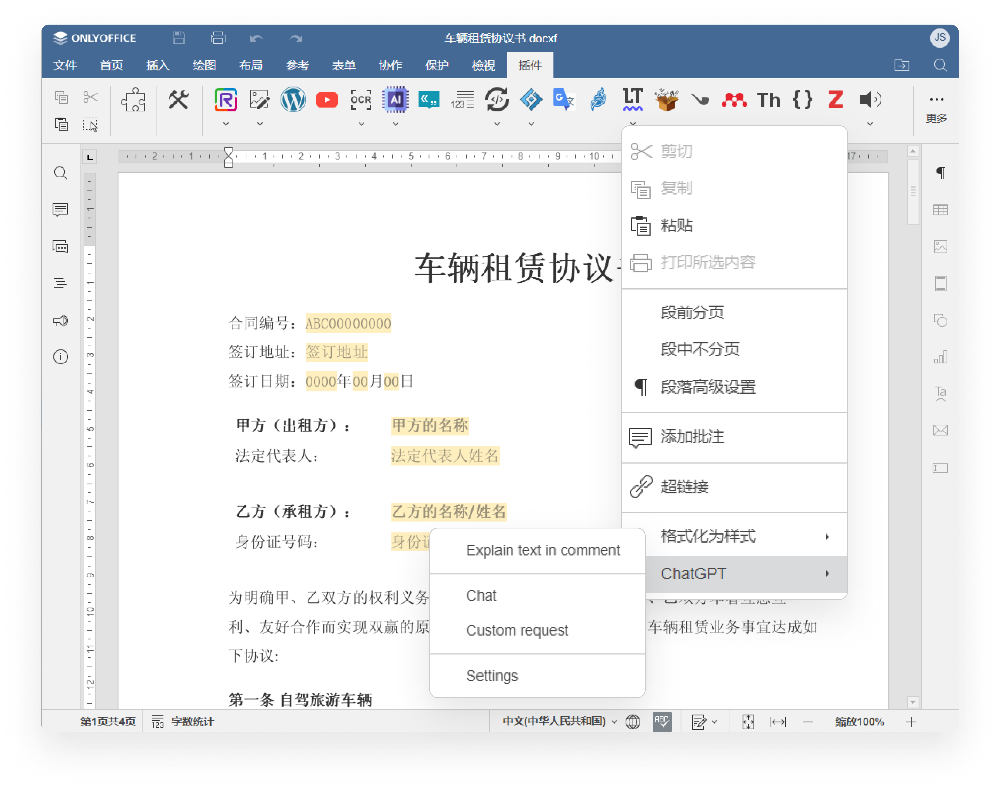 ONLYOFFICE
车辆租赁协议书.docxf
JS
文件 首页 插入 绘图 布局 参考 表单 协作 保护 檢視 插件
OCR AI 123 G 文 LT Th {} Z
更多
2 1 1 2 3 4 5 6 7 8 9 10 17
1 1 2 3 4 5 6 7 8 9 10 11 12
剪切
复制
粘贴
打印所选内容
段前分页
段中不分页
段落高级设置
添加批注
超链接
格式化为样式
ChatGPT
Explain text in comment
Chat
Custom request
Settings
车辆租赁协议
合同编号：ABC00000000
签订地址：签订地址
签订日期：0000年00月00日
甲方（出租方）： 甲方的名称
法定代表人： 法定代表人姓名
乙方（承租方）： 乙方的名称/姓名
身份证号码： 身份
为明确甲、乙双方的权利义务
利、友好合作而实现双赢的原 车辆租赁业务事宜达成如
下协议：
第一条 自驾旅游车辆
第1页共4页 123 字数统计 中文(中华人民共和国) ABC 縮放100%
Ta